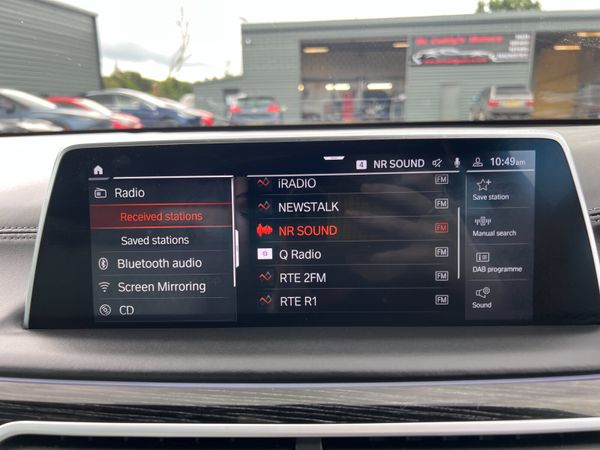 4 NR SOUND 10:49am
Radio
Received stations
Saved stations
Bluetooth audio
Screen Mirroring
CD
iRADIO FM
NEWSTALK FM
NR SOUND FM
Q Radio FM
RTE 2FM FM
RTE R1 FM
Save station
Manual search
DAB programme
Sound